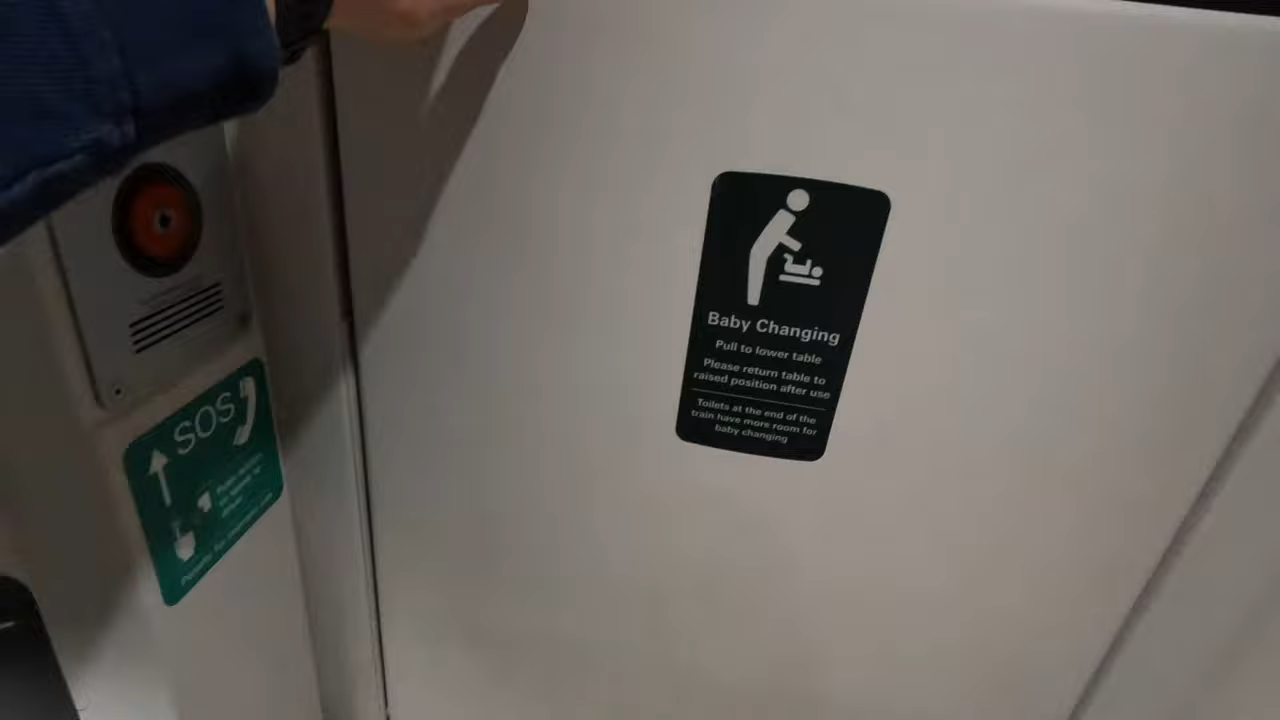 SOS
Baby Changing
Pull to lower table
Please return table to
raised position after use
Toilets at the end of the
train have more room for
baby changing